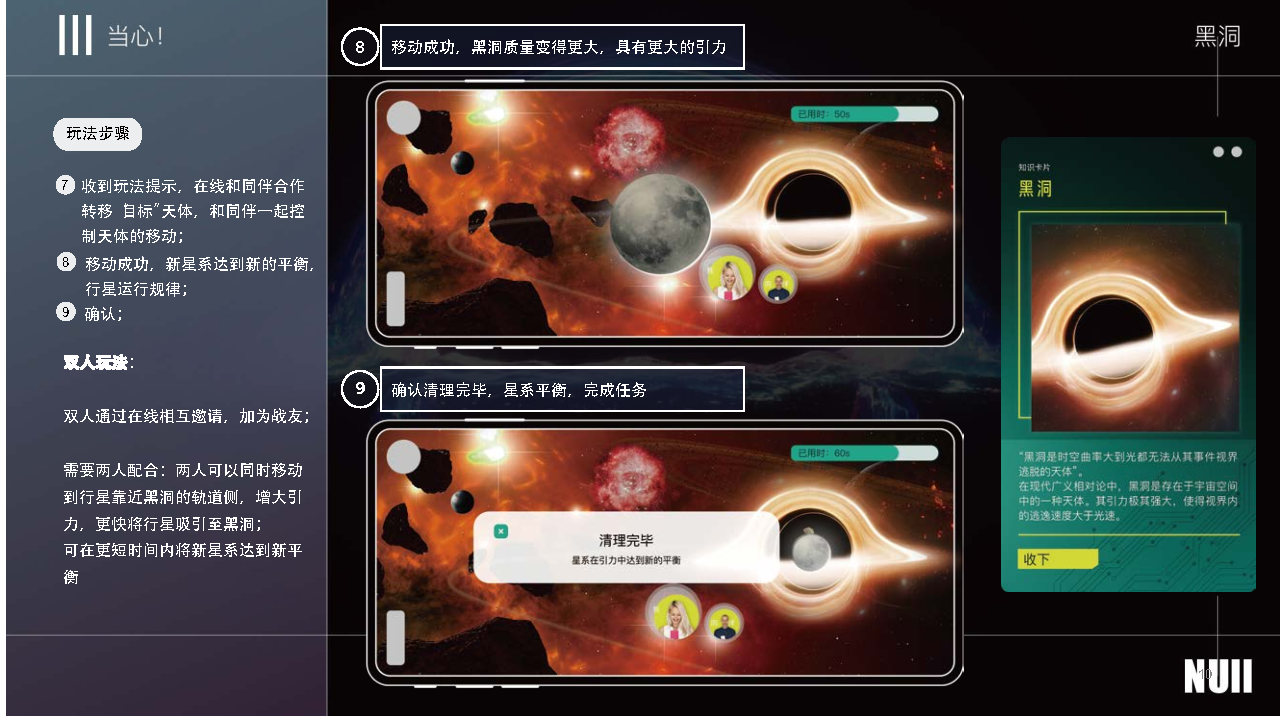 当心！
黑洞
玩法步骤
7 收到玩法提示，在线和同伴合作
转移 目标”天体，和同伴一起控
制天体的移动；
8 移动成功，新星系达到新的平衡，
行星运行规律；
9 确认；
双人玩法：
双人通过在线相互邀请，加为战友；
需要两人配合：两人可以同时移动
到行星靠近黑洞的轨道侧，增大引
力，更快将行星吸引至黑洞；
可在更短时间内将新星系达到新平
衡
8 移动成功，黑洞质量变得更大，具有更大的引力
已用时：50s
9 确认清理完毕，星系平衡，完成任务
已用时：60s
清理完毕
星系在引力中达到新的平衡
知识卡片
黑洞
“黑洞是时空曲率大到光都无法从其事件视界
逃脱的天体”。
在现代广义相对论中，黑洞是存在于宇宙空间
中的一种天体。其引力极其强大，使得视界内
的逃逸速度大于光速。
收下
NUII
10